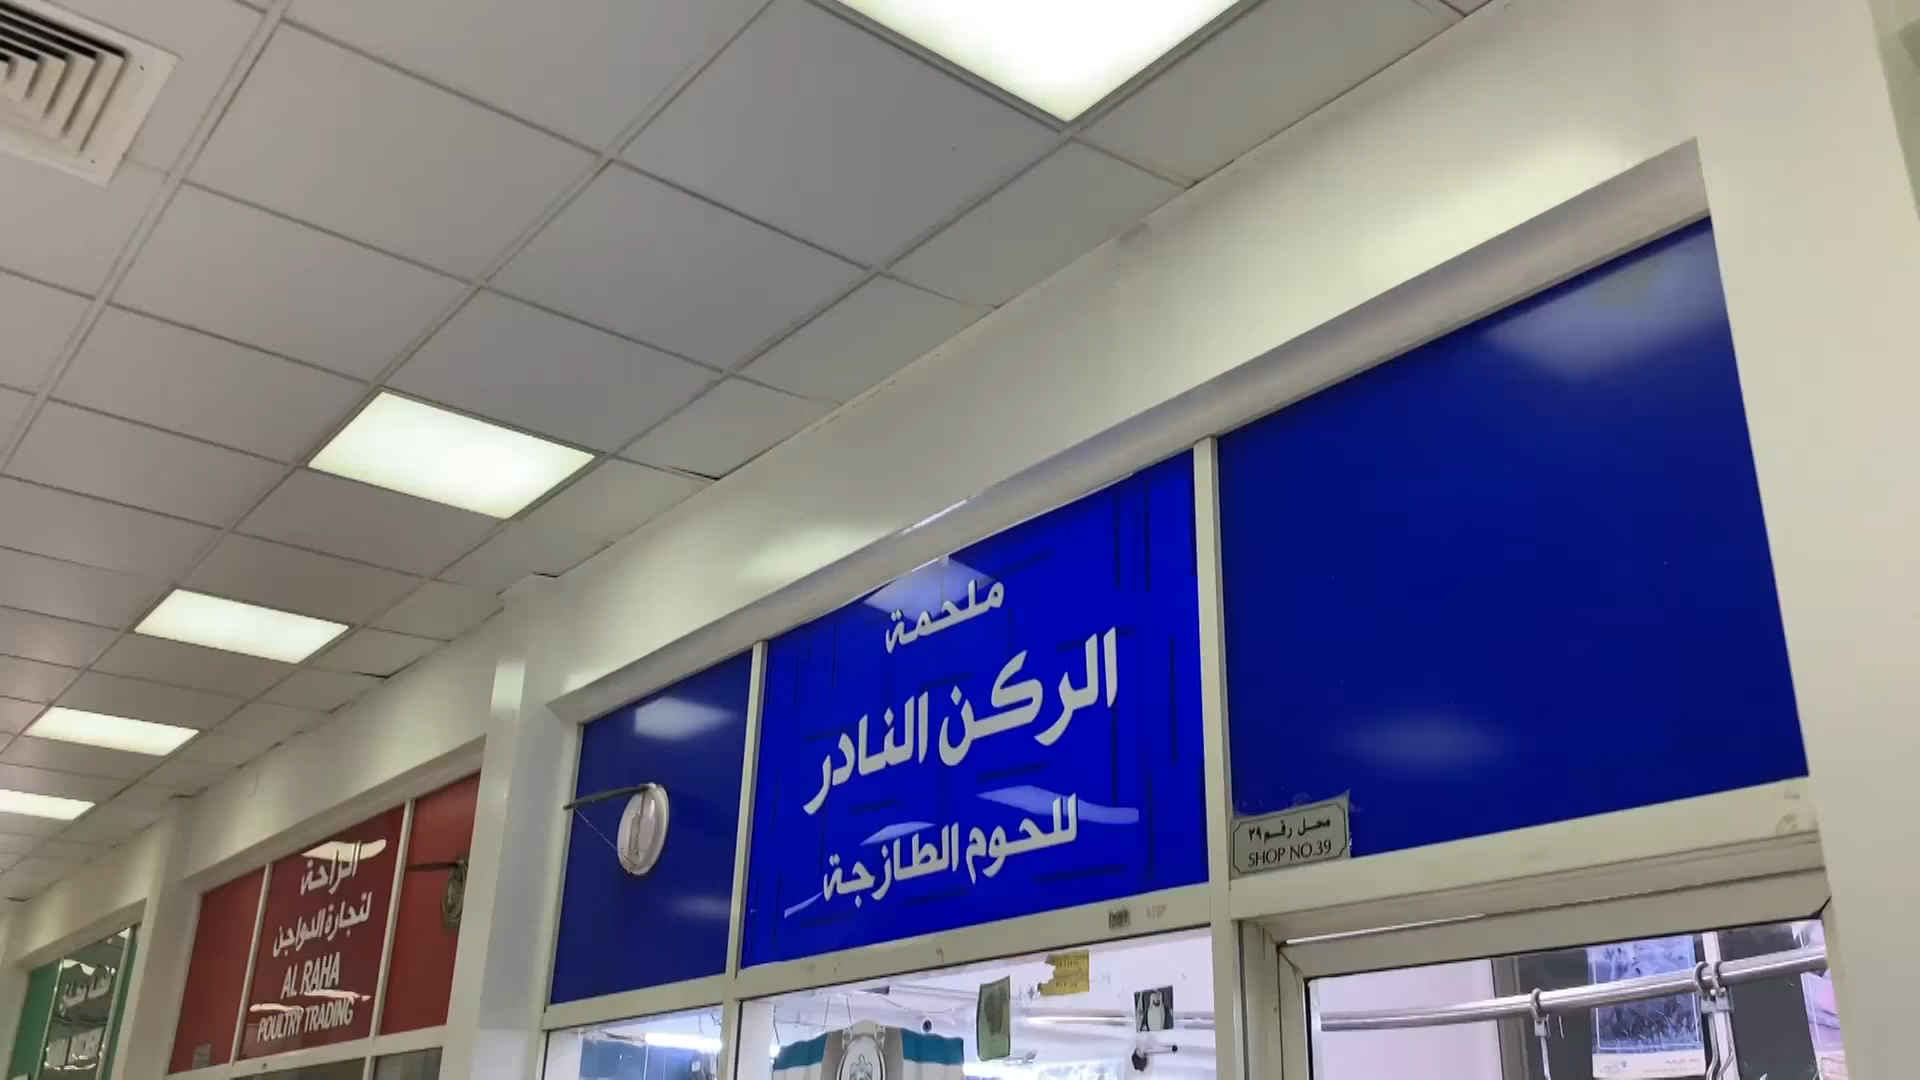 ملحمة
الركن النادر
للحوم الطازجة
محل رقم ٣٩
SHOP NO.39
الراحة
لتجارة الدواجن
AL RAHA
POULTRY TRADING